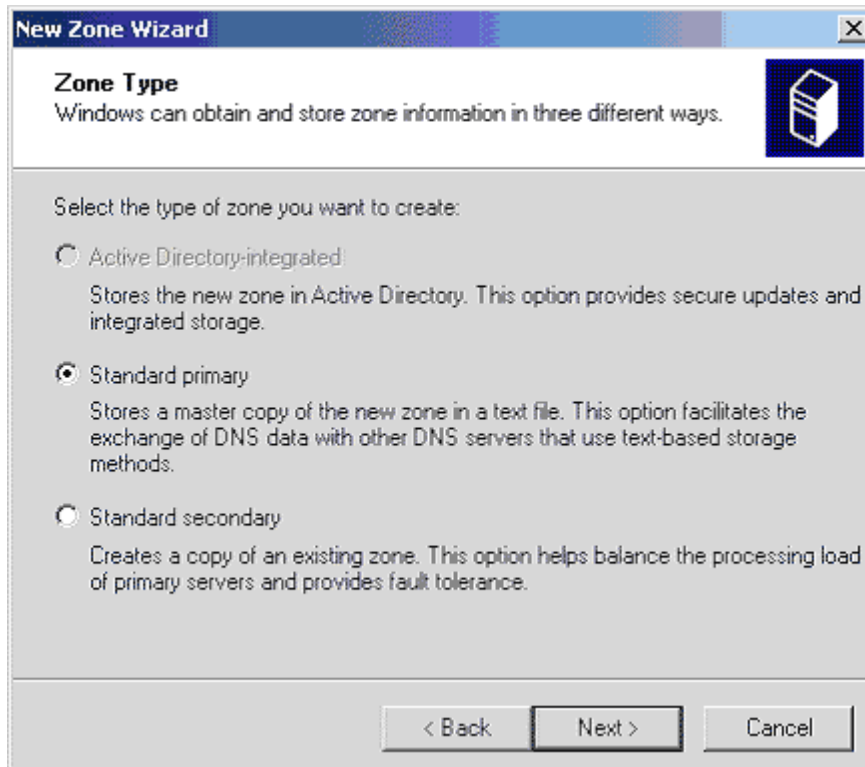 New Zone Wizard
Zone Type
Windows can obtain and store zone information in three different ways.
Select the type of zone you want to create:
Active Directory-integrated
Stores the new zone in Active Directory. This option provides secure updates and
integrated storage.
Standard primary
Stores a master copy of the new zone in a text file. This option facilitates the
exchange of DNS data with other DNS servers that use text-based storage
methods.
Standard secondary
Creates a copy of an existing zone. This option helps balance the processing load
of primary servers and provides fault tolerance.
< Back
Next >
Cancel